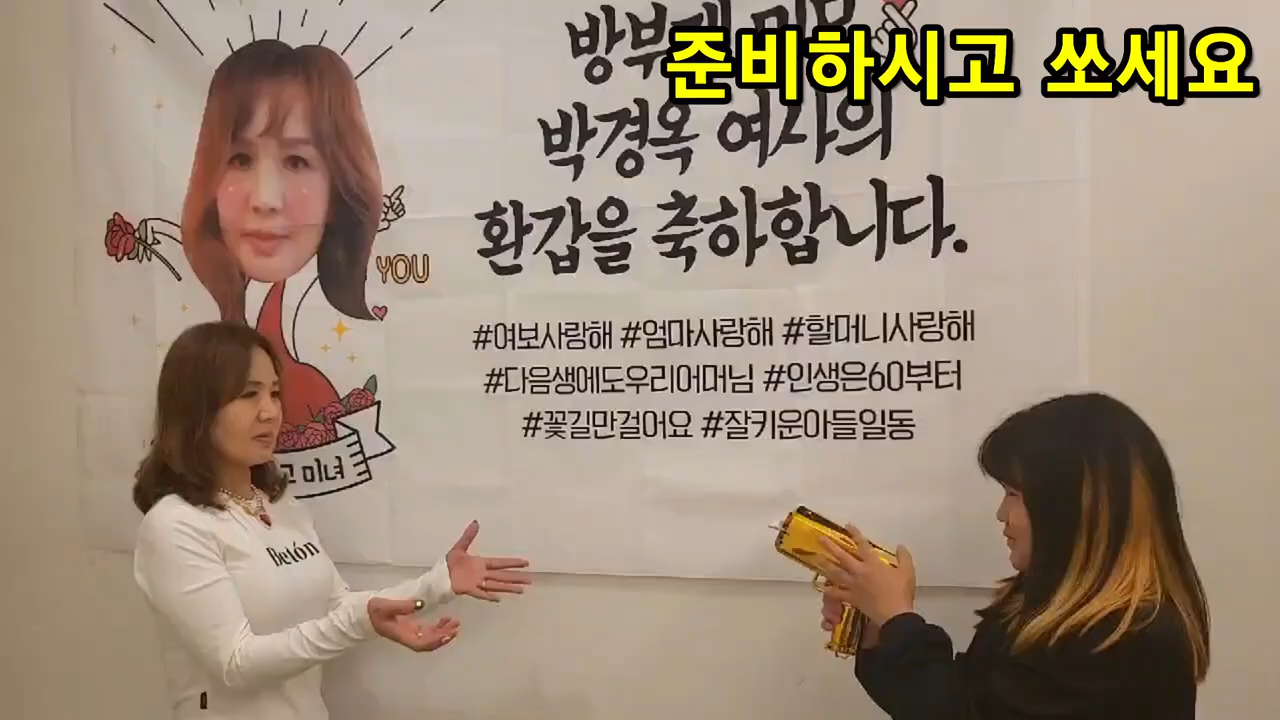 준비하시고 쏘세요
박경옥 여사의
환갑을 축하합니다.
YOU
#여보사랑해 #엄마사랑해 #할머니사랑해
#다음생에도우리어머님 #인생은60부터
#꽃길만걸어요 #잘키운아들일동
미녀
Betón